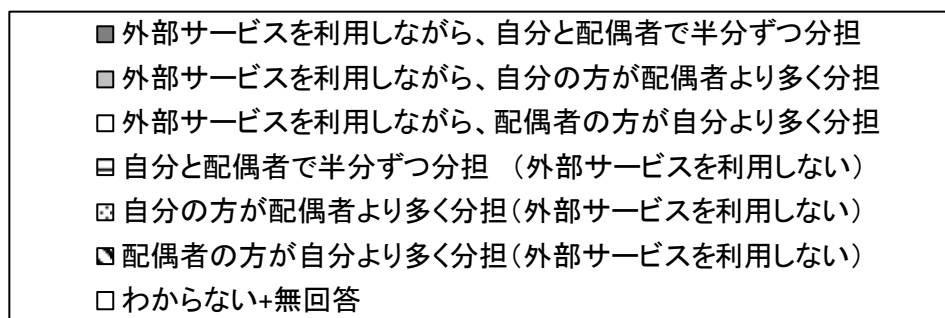 外部サービスを利用しながら、自分と配偶者で半分ずつ分担
外部サービスを利用しながら、自分の方が配偶者より多く分担
外部サービスを利用しながら、配偶者の方が自分より多く分担
自分と配偶者で半分ずつ分担　(外部サービスを利用しない)
自分の方が配偶者より多く分担(外部サービスを利用しない)
配偶者の方が自分より多く分担(外部サービスを利用しない)
わからない+無回答